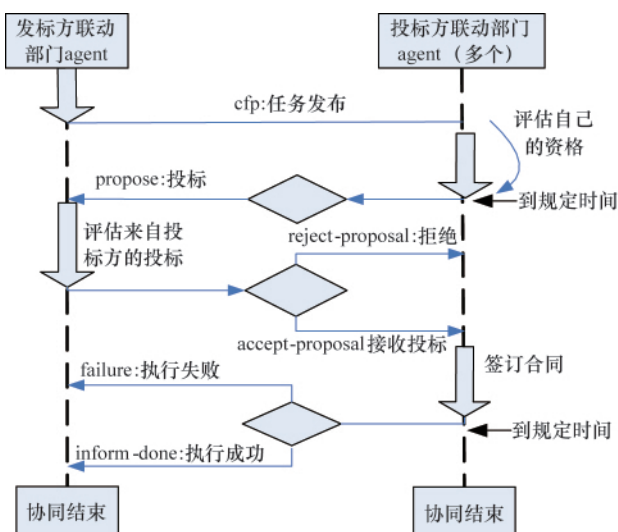 发标方联动
部门agent
投标方联动部门
agent（多个）
cfp:任务发布
评估自己
的资格
propose:投标
到规定时间
评估来自投
标方的投标
reject-proposal:拒绝
accept-proposal接收投标
failure:执行失败
签订合同
到规定时间
inform-done:执行成功
协同结束
协同结束